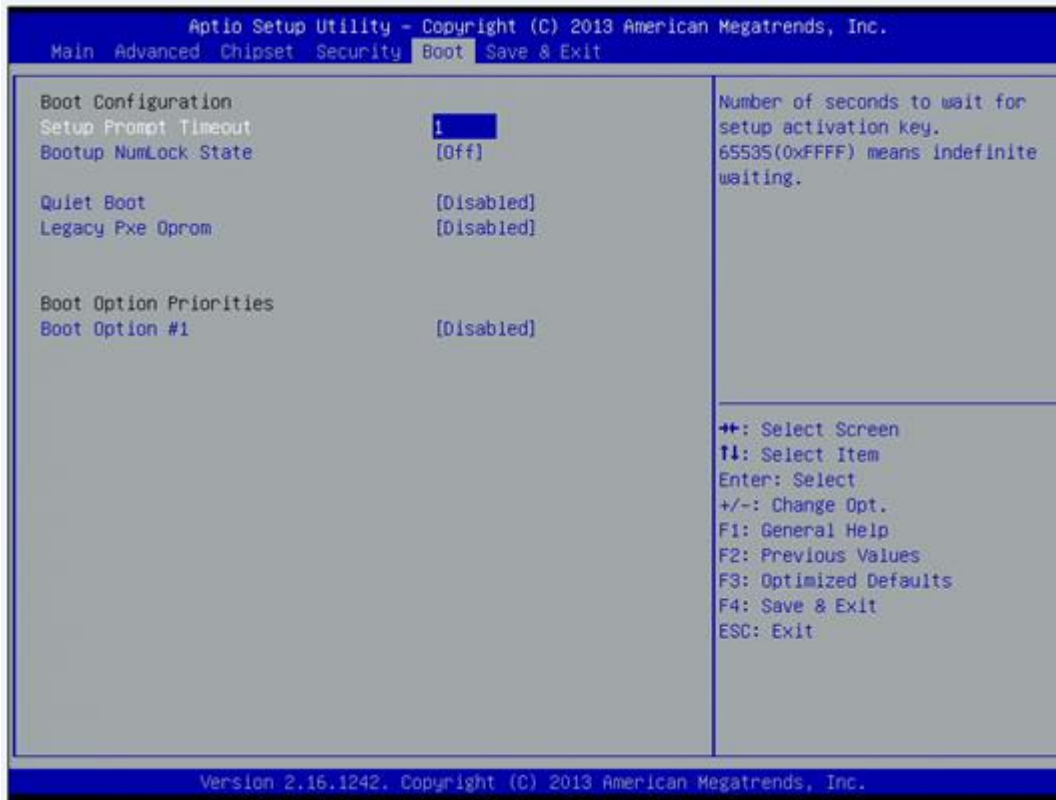 Aptio Setup Utility – Copyright (C) 2013 American Megatrends, Inc.
Main Advanced Chipset Security Boot Save & Exit
Boot Configuration
Setup Prompt Timeout 1
Bootup NumLock State [Off]
Quiet Boot [Disabled]
Legacy Pxe Oprom [Disabled]
Boot Option Priorities
Boot Option #1 [Disabled]
Number of seconds to wait for
setup activation key.
65535(0xFFFF) means indefinite
waiting.
→←: Select Screen
↑↓: Select Item
Enter: Select
+/-: Change Opt.
F1: General Help
F2: Previous Values
F3: Optimized Defaults
F4: Save & Exit
ESC: Exit
Version 2.16.1242. Copyright (C) 2013 American Megatrends, Inc.